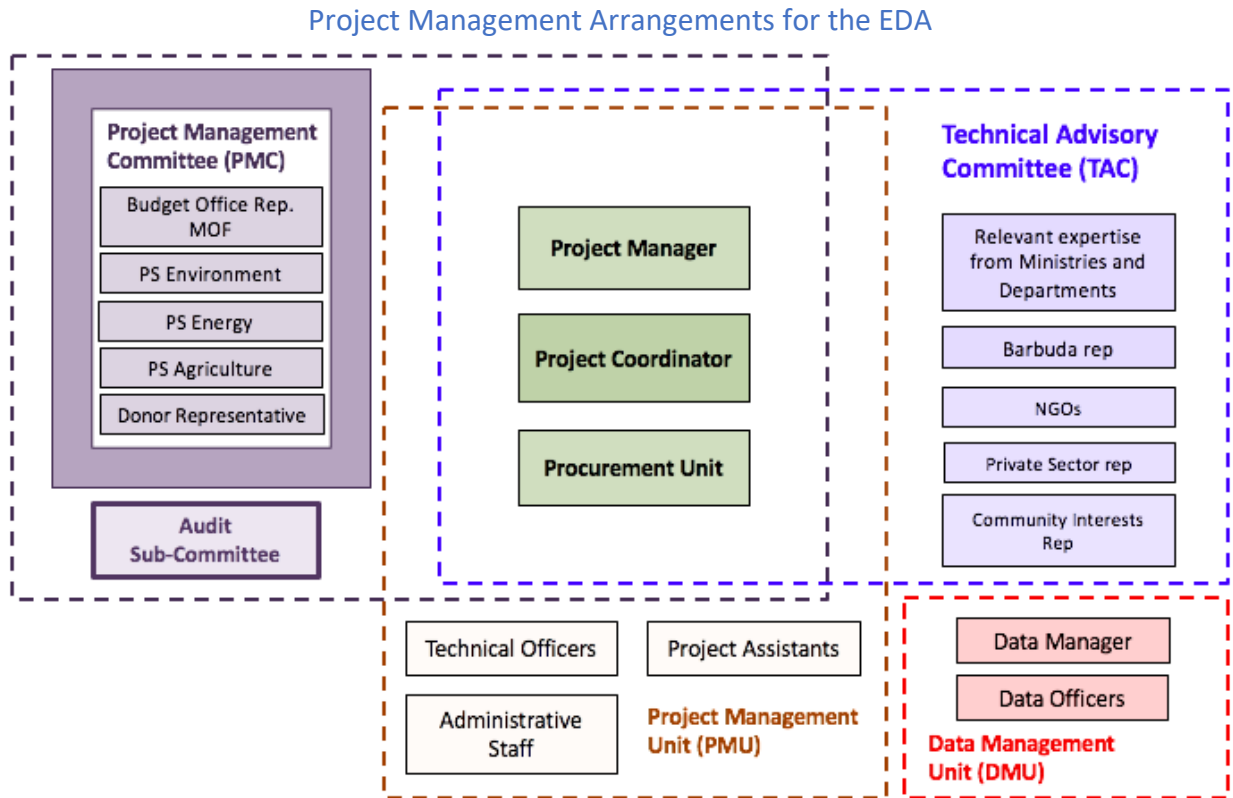 Project Management Arrangements for the EDA
Project Management
Committee (PMC)
Budget Office Rep.
MOF
PS Environment
PS Energy
PS Agriculture
Donor Representative
Audit
Sub-Committee
Project Manager
Project Coordinator
Procurement Unit
Technical Advisory
Committee (TAC)
Relevant expertise
from Ministries and
Departments
Barbuda rep
NGOs
Private Sector rep
Community Interests
Rep
Technical Officers
Project Assistants
Administrative
Staff
Project Management
Unit (PMU)
Data Manager
Data Officers
Data Management
Unit (DMU)